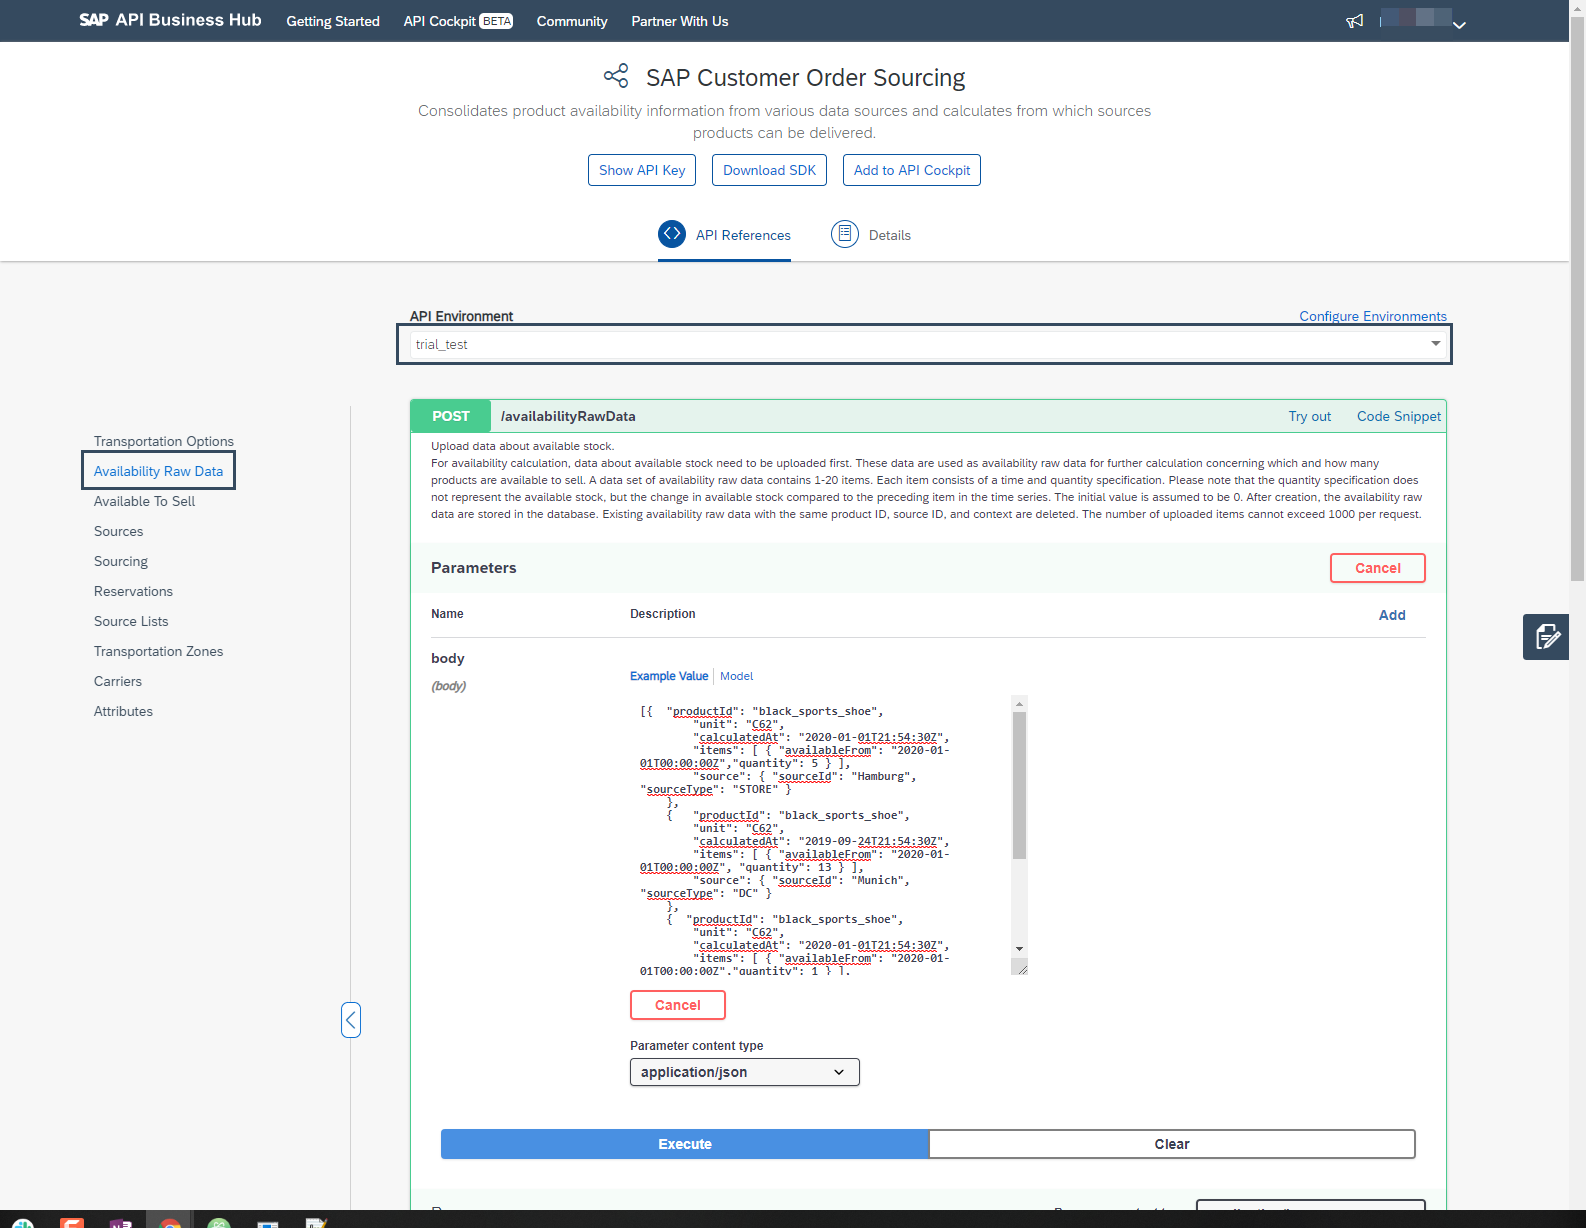 SAP API Business Hub Getting Started API Cockpit BETA Community Partner With Us
SAP Customer Order Sourcing
Consolidates product availability information from various data sources and calculates from which sources
products can be delivered.
Show API Key Download SDK Add to API Cockpit
API References Details
API Environment Configure Environments
trial_test
Transportation Options
Availability Raw Data
Available To Sell
Sources
Sourcing
Reservations
Source Lists
Transportation Zones
Carriers
Attributes
POST /availabilityRawData Try out Code Snippet
Upload data about available stock.
For availability calculation, data about available stock need to be uploaded first. These data are used as availability raw data for further calculation concerning which and how many
products are available to sell. A data set of availability raw data contains 1-20 items. Each item consists of a time and quantity specification. Please note that the quantity specification does
not represent the available stock, but the change in available stock compared to the preceding item in the time series. The initial value is assumed to be 0. After creation, the availability raw
data are stored in the database. Existing availability raw data with the same product ID, source ID, and context are deleted. The number of uploaded items cannot exceed 1000 per request.
Parameters Cancel
Name Description Add
body
(body)
Example Value Model
[{ "productId": "black_sports_shoe",
"unit": "C62",
"calculatedAt": "2020-01-01T21:54:30Z",
"items": [ { "availableFrom": "2020-01-
01T00:00:00Z","quantity": 5 } ],
"source": { "sourceId": "Hamburg",
"sourceType": "STORE" }
},
{ "productId": "black_sports_shoe",
"unit": "C62",
"calculatedAt": "2019-09-24T21:54:30Z",
"items": [ { "availableFrom": "2020-01-
01T00:00:00Z", "quantity": 13 } ],
"source": { "sourceId": "Munich",
"sourceType": "DC" }
},
{ "productId": "black_sports_shoe",
"unit": "C62",
"calculatedAt": "2020-01-01T21:54:30Z",
"items": [ { "availableFrom": "2020-01-
01T00:00:00Z","quantity": 1 } ],
Cancel
Parameter content type
application/json
Execute Clear